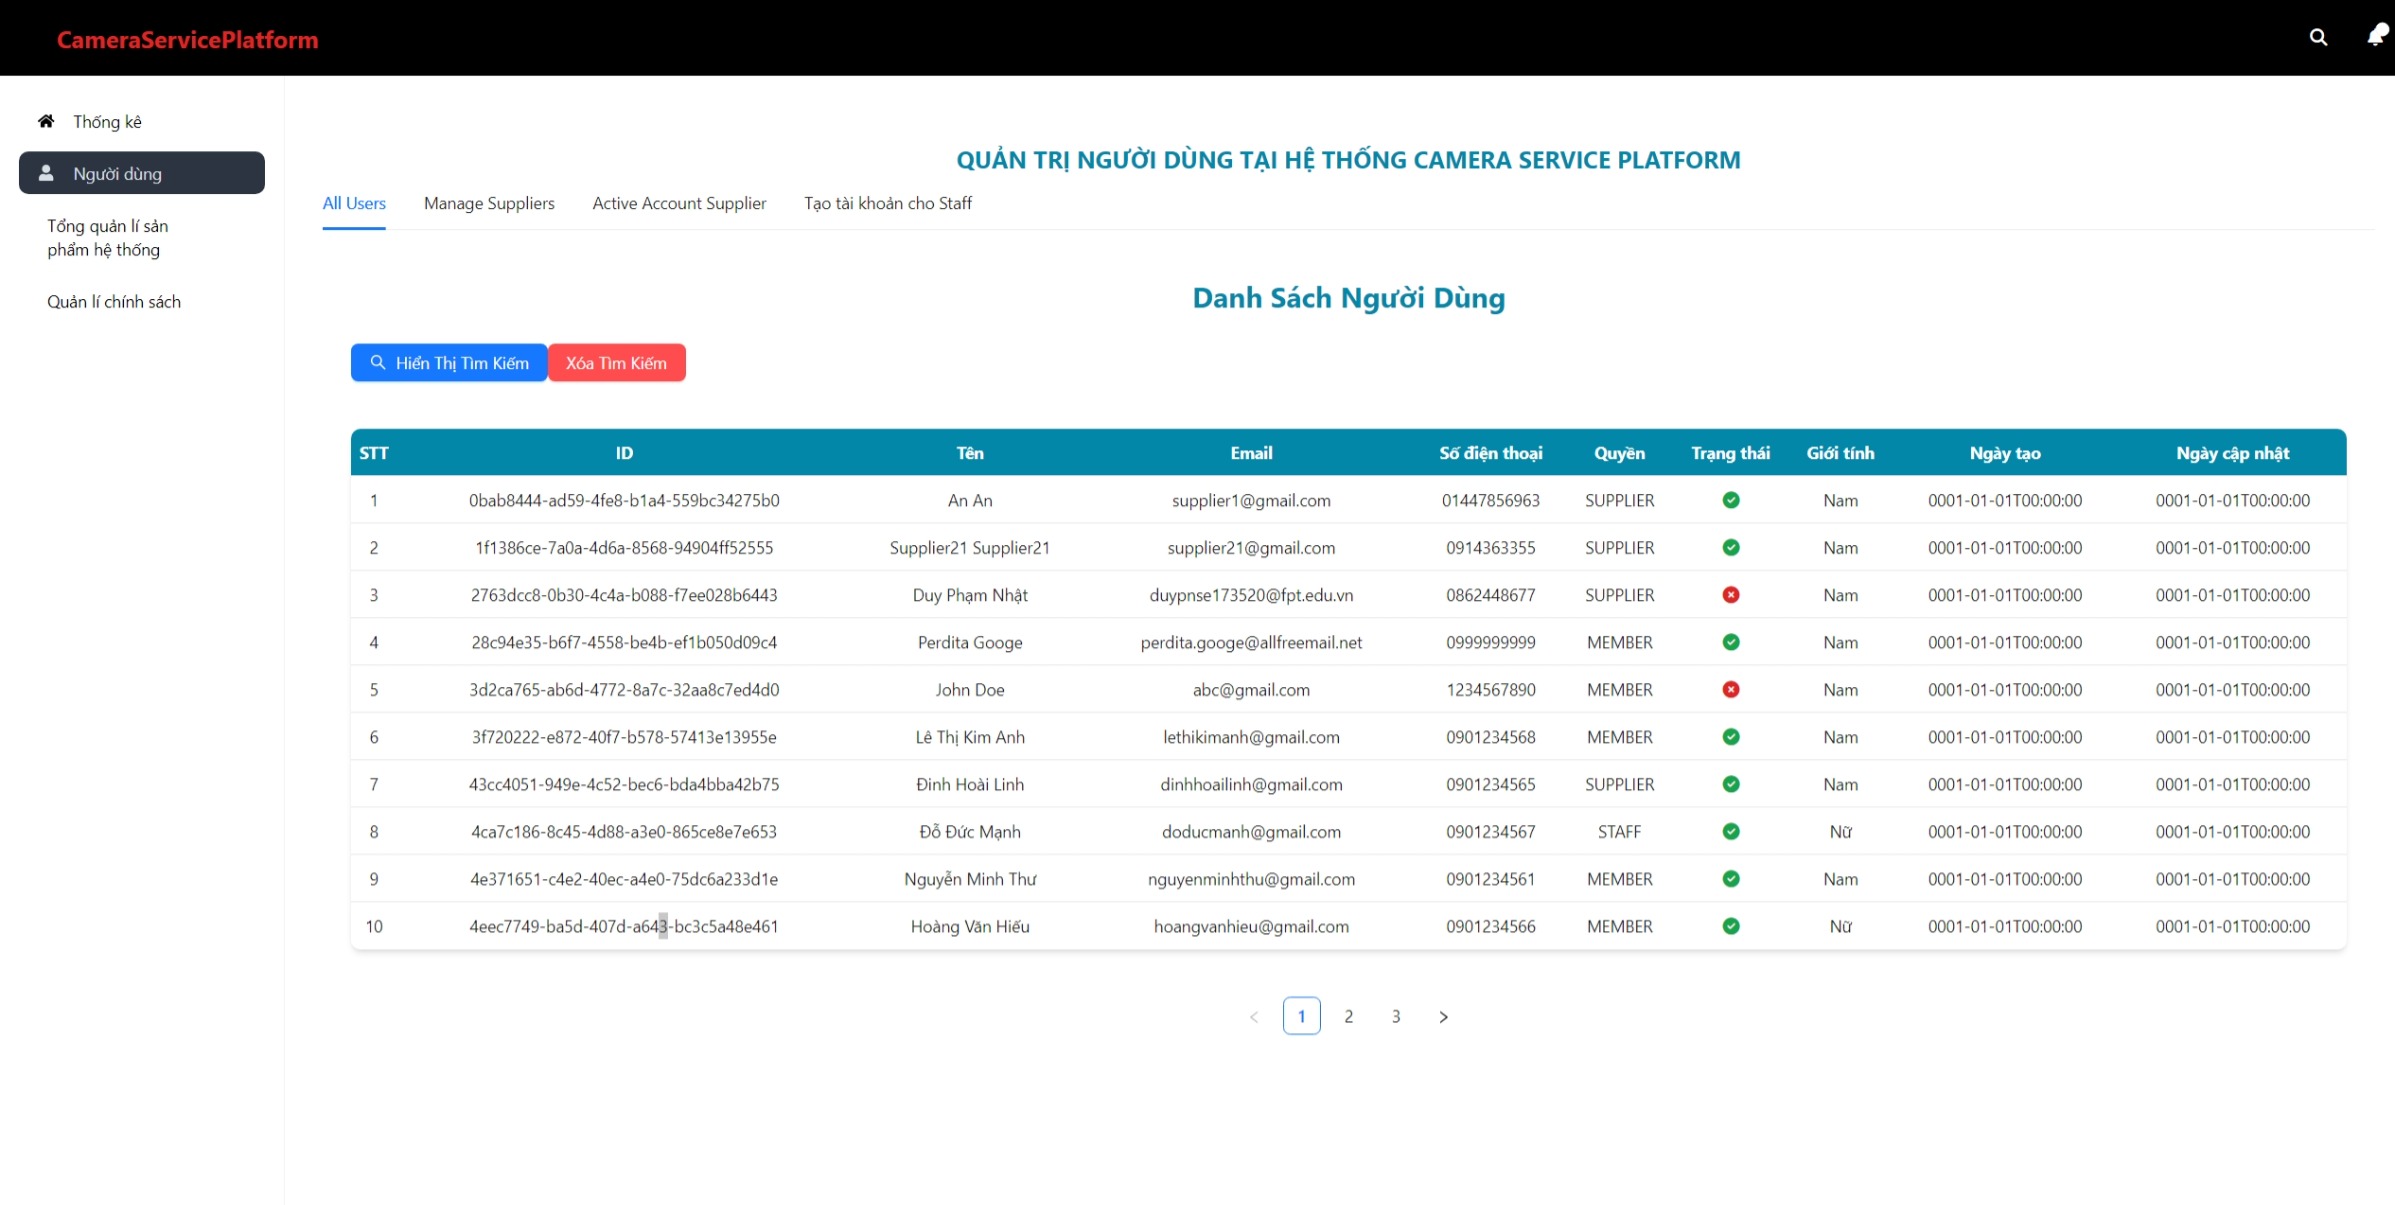 CameraServicePlatform
Thống kê
Người dùng
Tổng quản lí sản
phẩm hệ thống
Quản lí chính sách
QUẢN TRỊ NGƯỜI DÙNG TẠI HỆ THỐNG CAMERA SERVICE PLATFORM
All Users Manage Suppliers Active Account Supplier Tạo tài khoản cho Staff
Danh Sách Người Dùng
Hiển Thị Tìm Kiếm Xóa Tìm Kiếm
STT ID Tên Email Số điện thoại Quyền Trạng thái Giới tính Ngày tạo Ngày cập nhật
1 0bab8444-ad59-4fe8-b1a4-559bc34275b0 An An supplier1@gmail.com 01447856963 SUPPLIER Nam 0001-01-01T00:00:00 0001-01-01T00:00:00
2 1f1386ce-7a0a-4d6a-8568-94904ff52555 Supplier21 Supplier21 supplier21@gmail.com 0914363355 SUPPLIER Nam 0001-01-01T00:00:00 0001-01-01T00:00:00
3 2763dcc8-0b30-4c4a-b088-f7ee028b6443 Duy Phạm Nhật duypnse173520@fpt.edu.vn 0862448677 SUPPLIER Nam 0001-01-01T00:00:00 0001-01-01T00:00:00
4 28c94e35-b6f7-4558-be4b-ef1b050d09c4 Perdita Googe perdita.googe@allfreemail.net 0999999999 MEMBER Nam 0001-01-01T00:00:00 0001-01-01T00:00:00
5 3d2ca765-ab6d-4772-8a7c-32aa8c7ed4d0 John Doe abc@gmail.com 1234567890 MEMBER Nam 0001-01-01T00:00:00 0001-01-01T00:00:00
6 3f720222-e872-40f7-b578-57413e13955e Lê Thị Kim Anh lethikimanh@gmail.com 0901234568 MEMBER Nam 0001-01-01T00:00:00 0001-01-01T00:00:00
7 43cc4051-949e-4c52-bec6-bda4bba42b75 Đinh Hoài Linh dinhhoailinh@gmail.com 0901234565 SUPPLIER Nam 0001-01-01T00:00:00 0001-01-01T00:00:00
8 4ca7c186-8c45-4d88-a3e0-865ce8e7e653 Đỗ Đức Mạnh doducmanh@gmail.com 0901234567 STAFF Nữ 0001-01-01T00:00:00 0001-01-01T00:00:00
9 4e371651-c4e2-40ec-a4e0-75dc6a233d1e Nguyễn Minh Thư nguyenminhthu@gmail.com 0901234561 MEMBER Nam 0001-01-01T00:00:00 0001-01-01T00:00:00
10 4eec7749-ba5d-407d-a643-bc3c5a48e461 Hoàng Văn Hiếu hoangvanhieu@gmail.com 0901234566 MEMBER Nữ 0001-01-01T00:00:00 0001-01-01T00:00:00
< 1 2 3 >